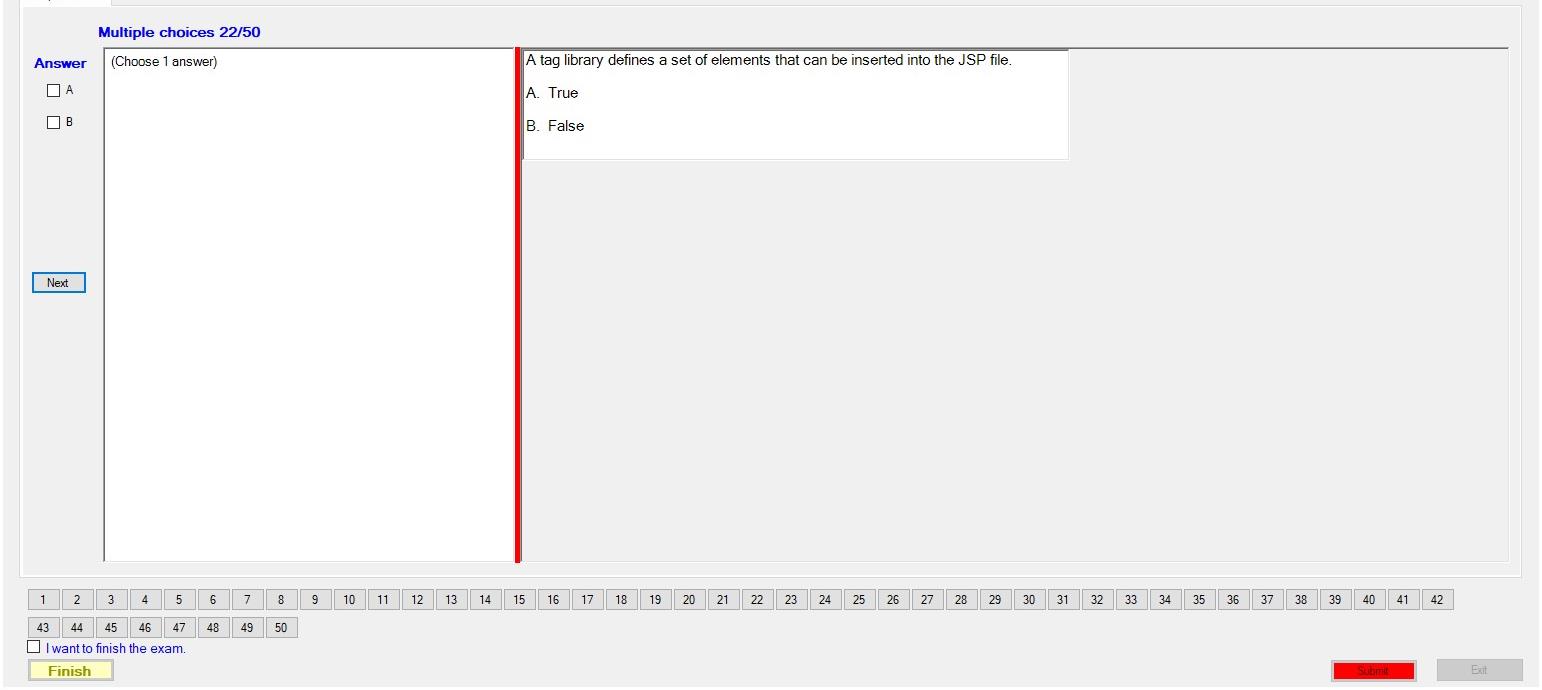 Multiple choices 22/50
Answer
(Choose 1 answer)
A
B
Next
A tag library defines a set of elements that can be inserted into the JSP file.
A. True
B. False
1 2 3 4 5 6 7 8 9 10 11 12 13 14 15 16 17 18 19 20 21 22 23 24 25 26 27 28 29 30 31 32 33 34 35 36 37 38 39 40 41 42
43 44 45 46 47 48 49 50
I want to finish the exam.
Finish
Submit
Exit